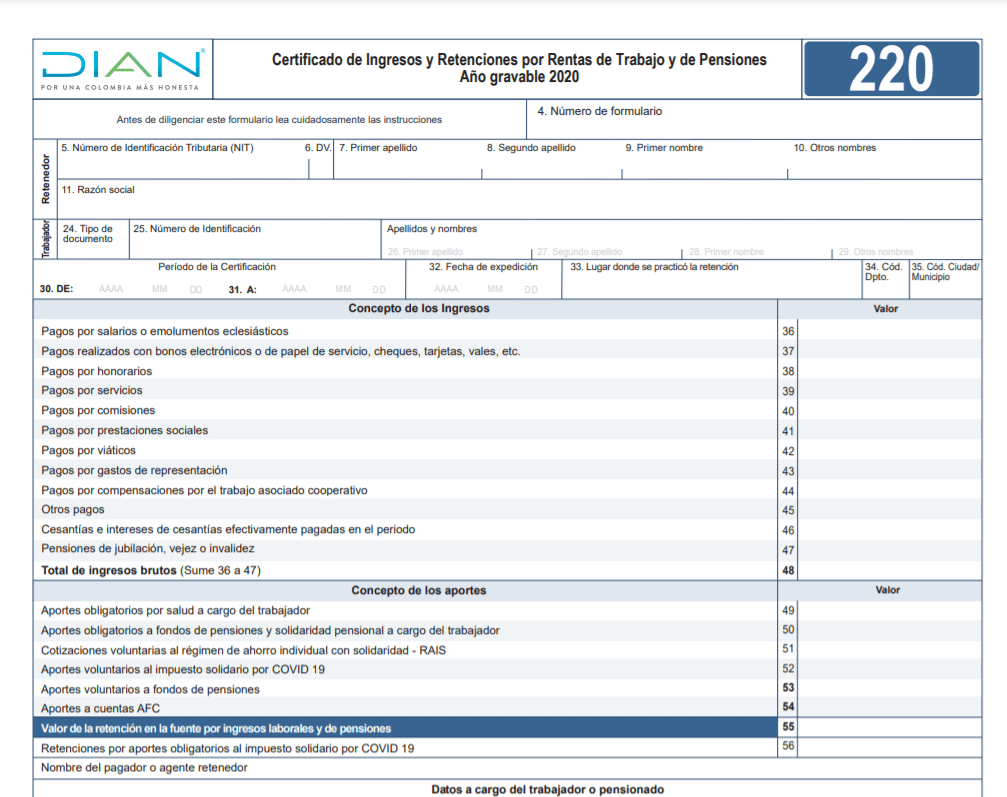 DIAN®
POR UNA COLOMBIA MÁS HONESTA
Certificado de Ingresos y Retenciones por Rentas de Trabajo y de Pensiones
Año gravable 2020
220
Antes de diligenciar este formulario lea cuidadosamente las instrucciones
4. Número de formulario
Retenedor
5. Número de Identificación Tributaria (NIT) 6. DV. 7. Primer apellido 8. Segundo apellido 9. Primer nombre 10. Otros nombres
11. Razón social
Trabajador
24. Tipo de documento 25. Número de Identificación Apellidos y nombres
26. Primer apellido 27. Segundo apellido 28. Primer nombre 29. Otros nombres
Período de la Certificación 32. Fecha de expedición 33. Lugar donde se practicó la retención 34. Cód. Dpto. 35. Cód. Ciudad/ Municipio
30. DE: AAAA MM DD 31. A: AAAA MM DD AAAA MM DD
Concepto de los Ingresos Valor
Pagos por salarios o emolumentos eclesiásticos 36
Pagos realizados con bonos electrónicos o de papel de servicio, cheques, tarjetas, vales, etc. 37
Pagos por honorarios 38
Pagos por servicios 39
Pagos por comisiones 40
Pagos por prestaciones sociales 41
Pagos por viáticos 42
Pagos por gastos de representación 43
Pagos por compensaciones por el trabajo asociado cooperativo 44
Otros pagos 45
Cesantías e intereses de cesantías efectivamente pagadas en el periodo 46
Pensiones de jubilación, vejez o invalidez 47
Total de ingresos brutos (Sume 36 a 47) 48
Concepto de los aportes Valor
Aportes obligatorios por salud a cargo del trabajador 49
Aportes obligatorios a fondos de pensiones y solidaridad pensional a cargo del trabajador 50
Cotizaciones voluntarias al régimen de ahorro individual con solidaridad - RAIS 51
Aportes voluntarios al impuesto solidario por COVID 19 52
Aportes voluntarios a fondos de pensiones 53
Aportes a cuentas AFC 54
Valor de la retención en la fuente por ingresos laborales y de pensiones 55
Retenciones por aportes obligatorios al impuesto solidario por COVID 19 56
Nombre del pagador o agente retenedor
Datos a cargo del trabajador o pensionado